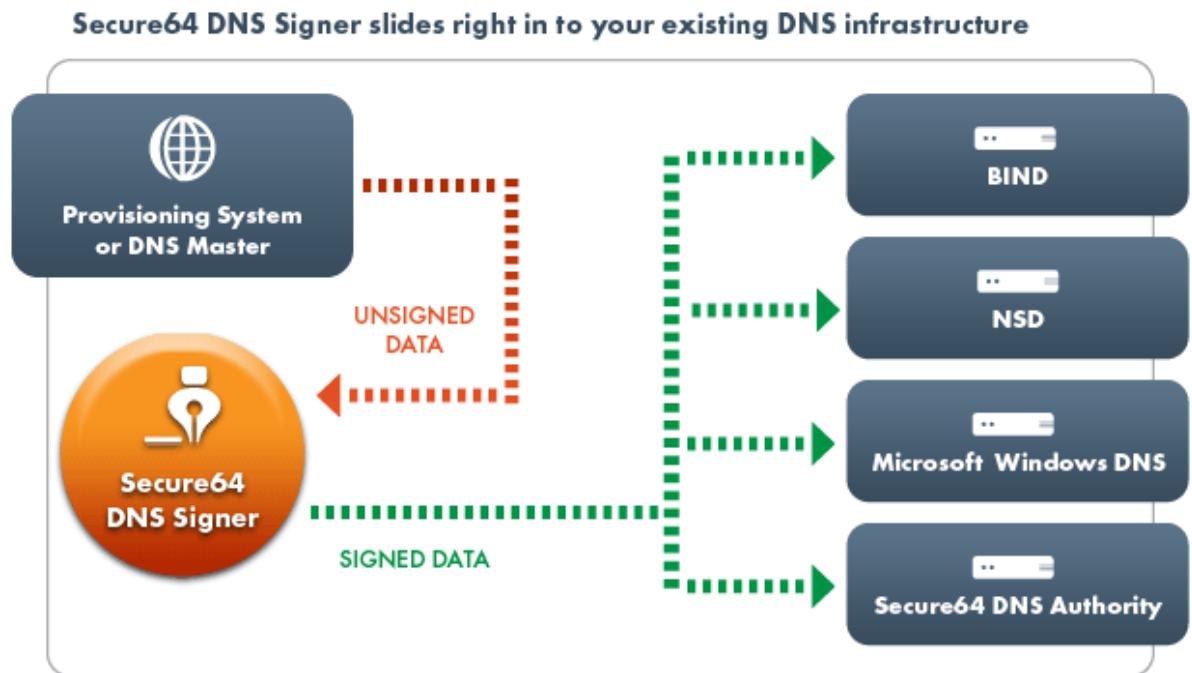 Secure64 DNS Signer slides right in to your existing DNS infrastructure
Provisioning System
or DNS Master
UNSIGNED
DATA
Secure64
DNS Signer
SIGNED DATA
BIND
NSD
Microsoft Windows DNS
Secure64 DNS Authority